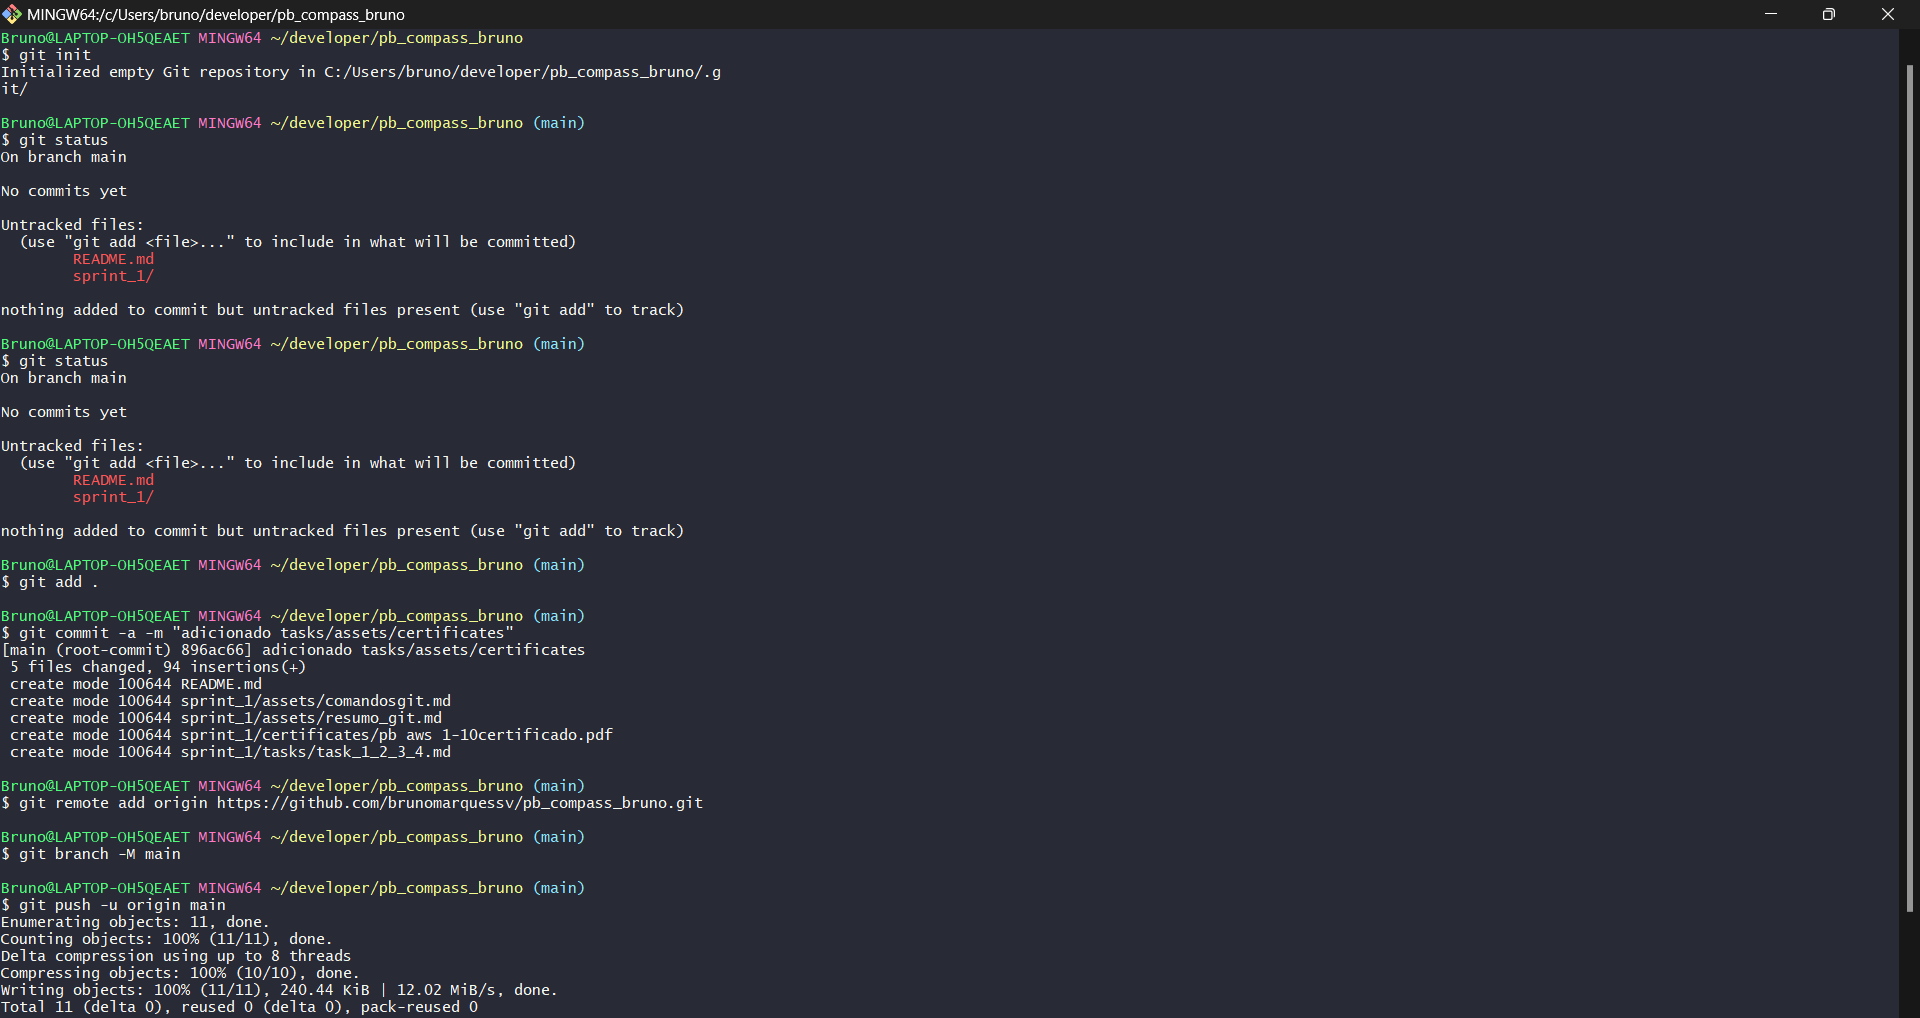 MINGW64:/c/Users/bruno/developer/pb_compass_bruno
Bruno@LAPTOP-OH5QEAET MINGW64 ~/developer/pb_compass_bruno
$ git init
Initialized empty Git repository in C:/Users/bruno/developer/pb_compass_bruno/.g
it/
Bruno@LAPTOP-OH5QEAET MINGW64 ~/developer/pb_compass_bruno (main)
$ git status
On branch main
No commits yet
Untracked files:
  (use "git add <file>..." to include in what will be committed)
        README.md
        sprint_1/
nothing added to commit but untracked files present (use "git add" to track)
Bruno@LAPTOP-OH5QEAET MINGW64 ~/developer/pb_compass_bruno (main)
$ git status
On branch main
No commits yet
Untracked files:
  (use "git add <file>..." to include in what will be committed)
        README.md
        sprint_1/
nothing added to commit but untracked files present (use "git add" to track)
Bruno@LAPTOP-OH5QEAET MINGW64 ~/developer/pb_compass_bruno (main)
$ git add .
Bruno@LAPTOP-OH5QEAET MINGW64 ~/developer/pb_compass_bruno (main)
$ git commit -a -m "adicionado tasks/assets/certificates"
[main (root-commit) 896ac66] adicionado tasks/assets/certificates
 5 files changed, 94 insertions(+)
 create mode 100644 README.md
 create mode 100644 sprint_1/assets/comandosgit.md
 create mode 100644 sprint_1/assets/resumo_git.md
 create mode 100644 sprint_1/certificates/pb aws 1-10certificado.pdf
 create mode 100644 sprint_1/tasks/task_1_2_3_4.md
Bruno@LAPTOP-OH5QEAET MINGW64 ~/developer/pb_compass_bruno (main)
$ git remote add origin https://github.com/brunomarquessv/pb_compass_bruno.git
Bruno@LAPTOP-OH5QEAET MINGW64 ~/developer/pb_compass_bruno (main)
$ git branch -M main
Bruno@LAPTOP-OH5QEAET MINGW64 ~/developer/pb_compass_bruno (main)
$ git push -u origin main
Enumerating objects: 11, done.
Counting objects: 100% (11/11), done.
Delta compression using up to 8 threads
Compressing objects: 100% (10/10), done.
Writing objects: 100% (11/11), 240.44 KiB | 12.02 MiB/s, done.
Total 11 (delta 0), reused 0 (delta 0), pack-reused 0